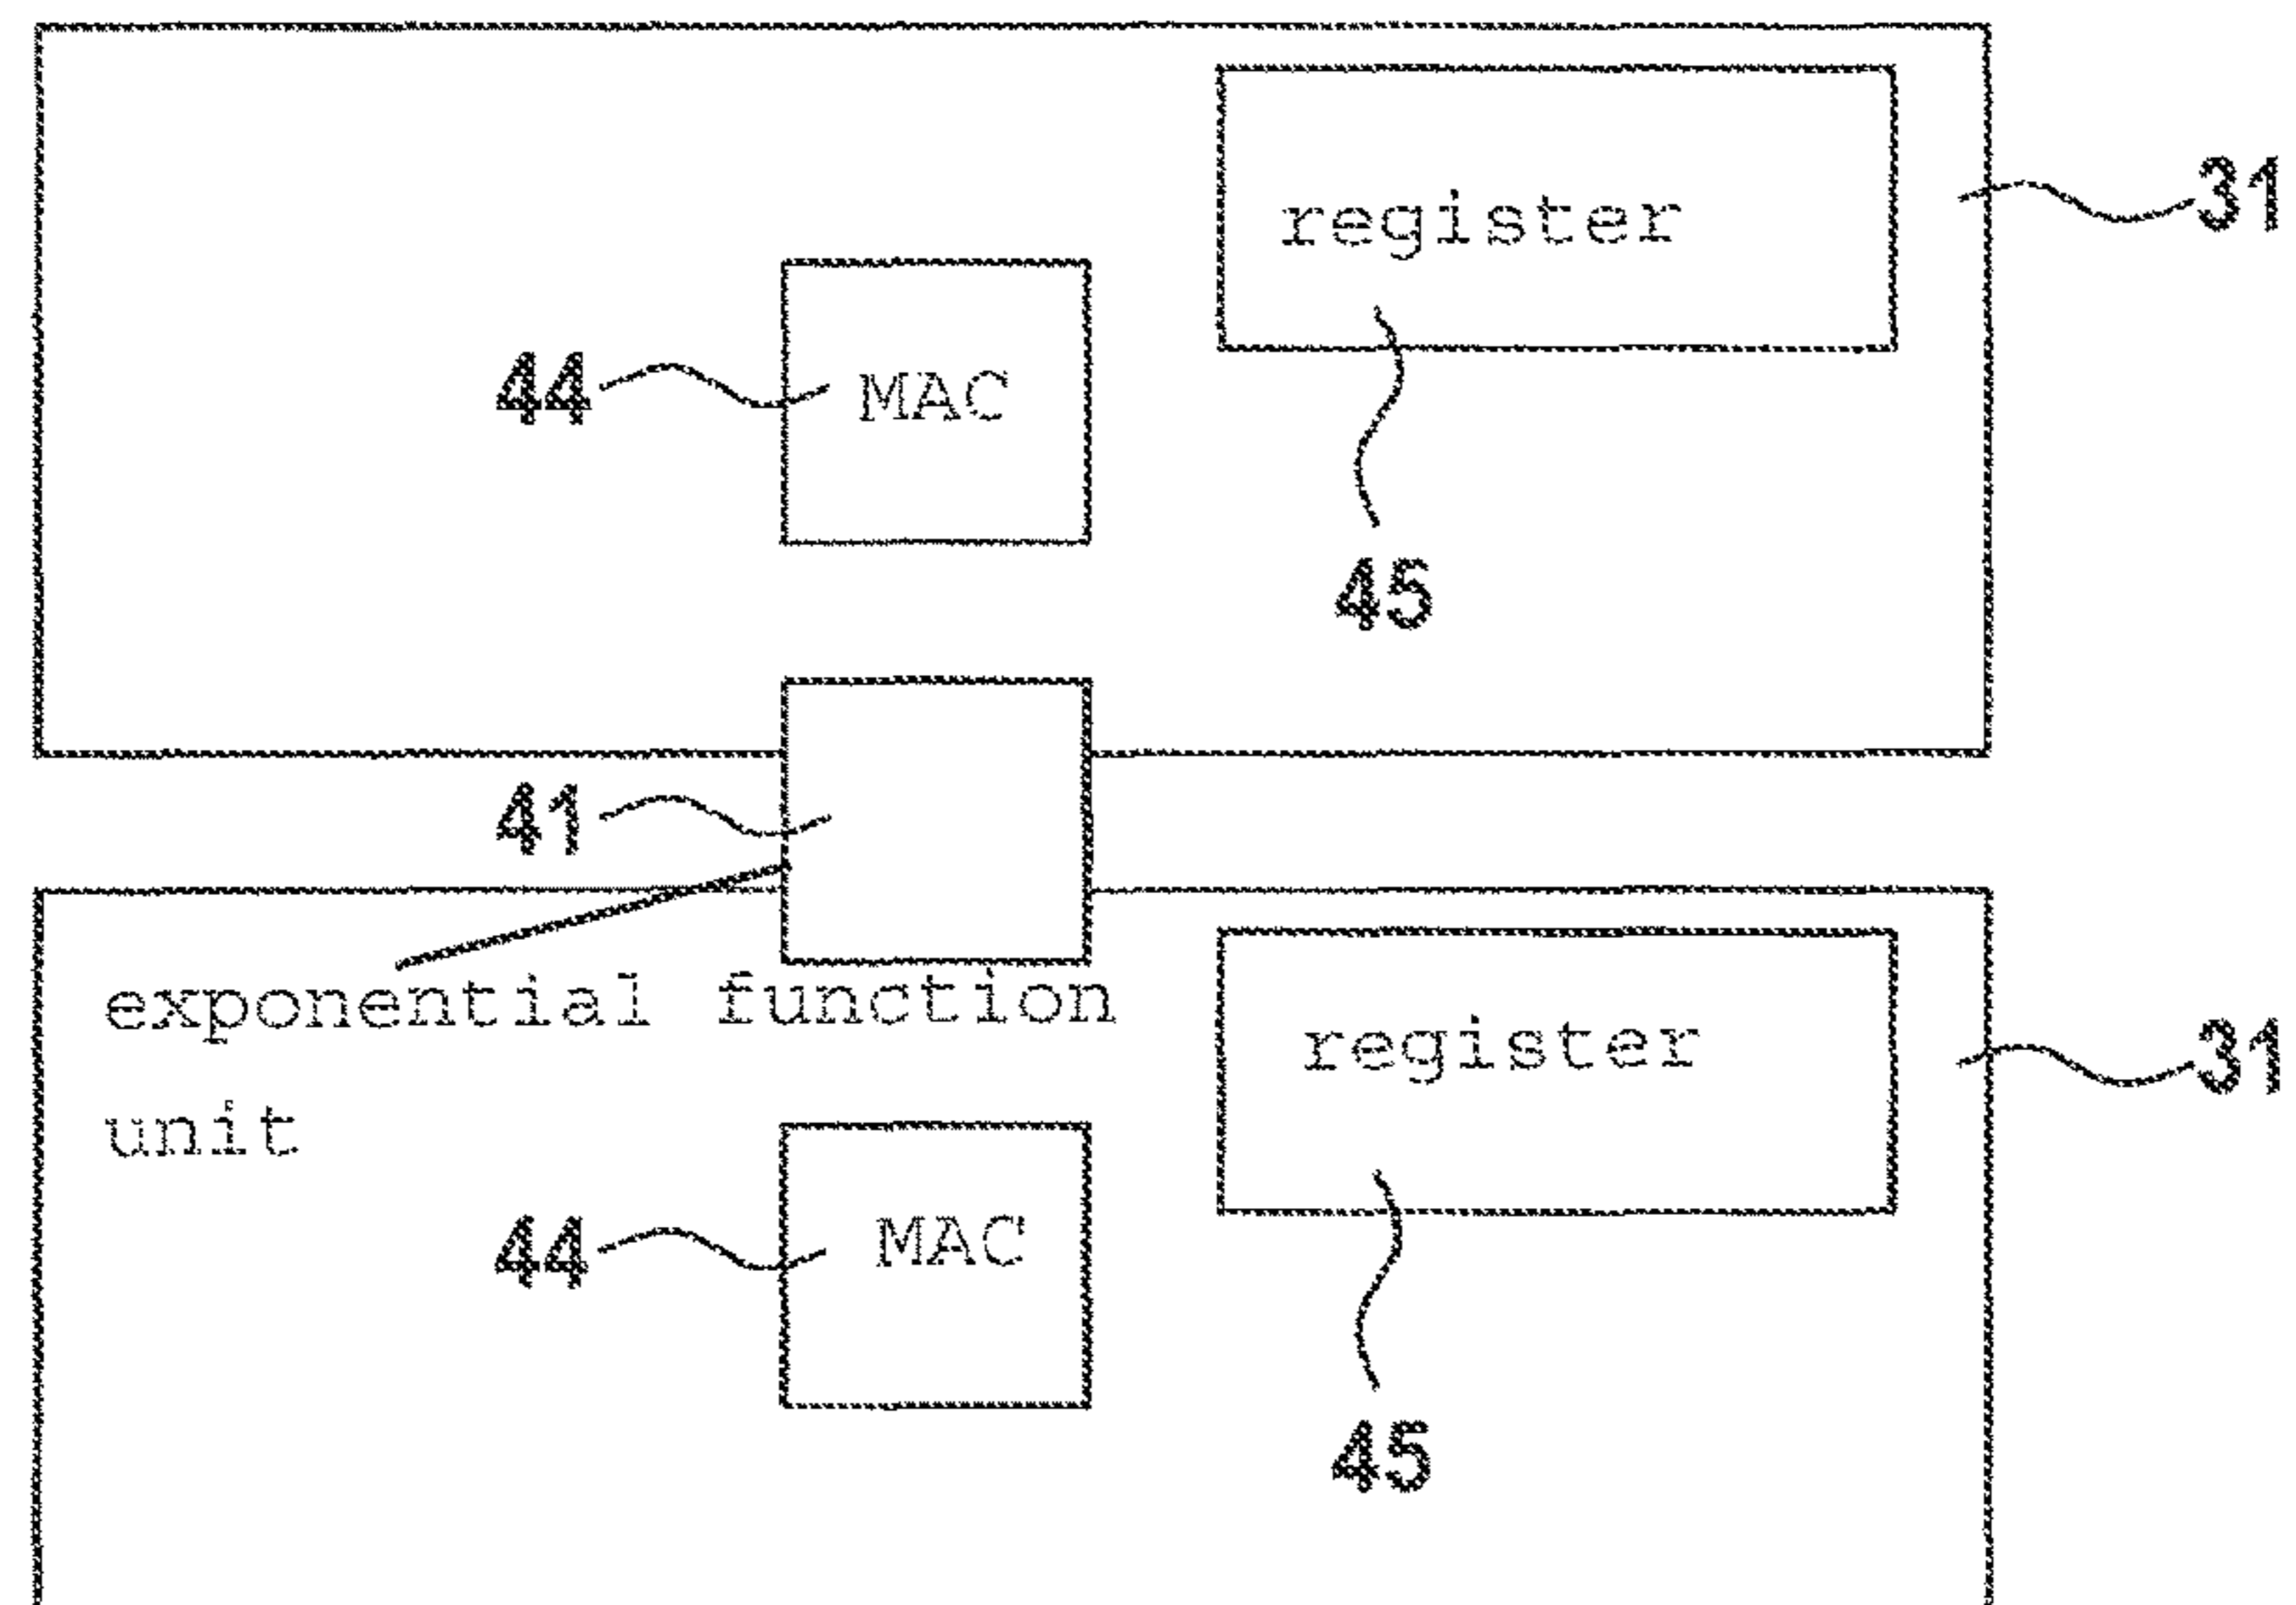 register
31
44
MAC
45
41
exponential function
unit
register
31
44
MAC
45